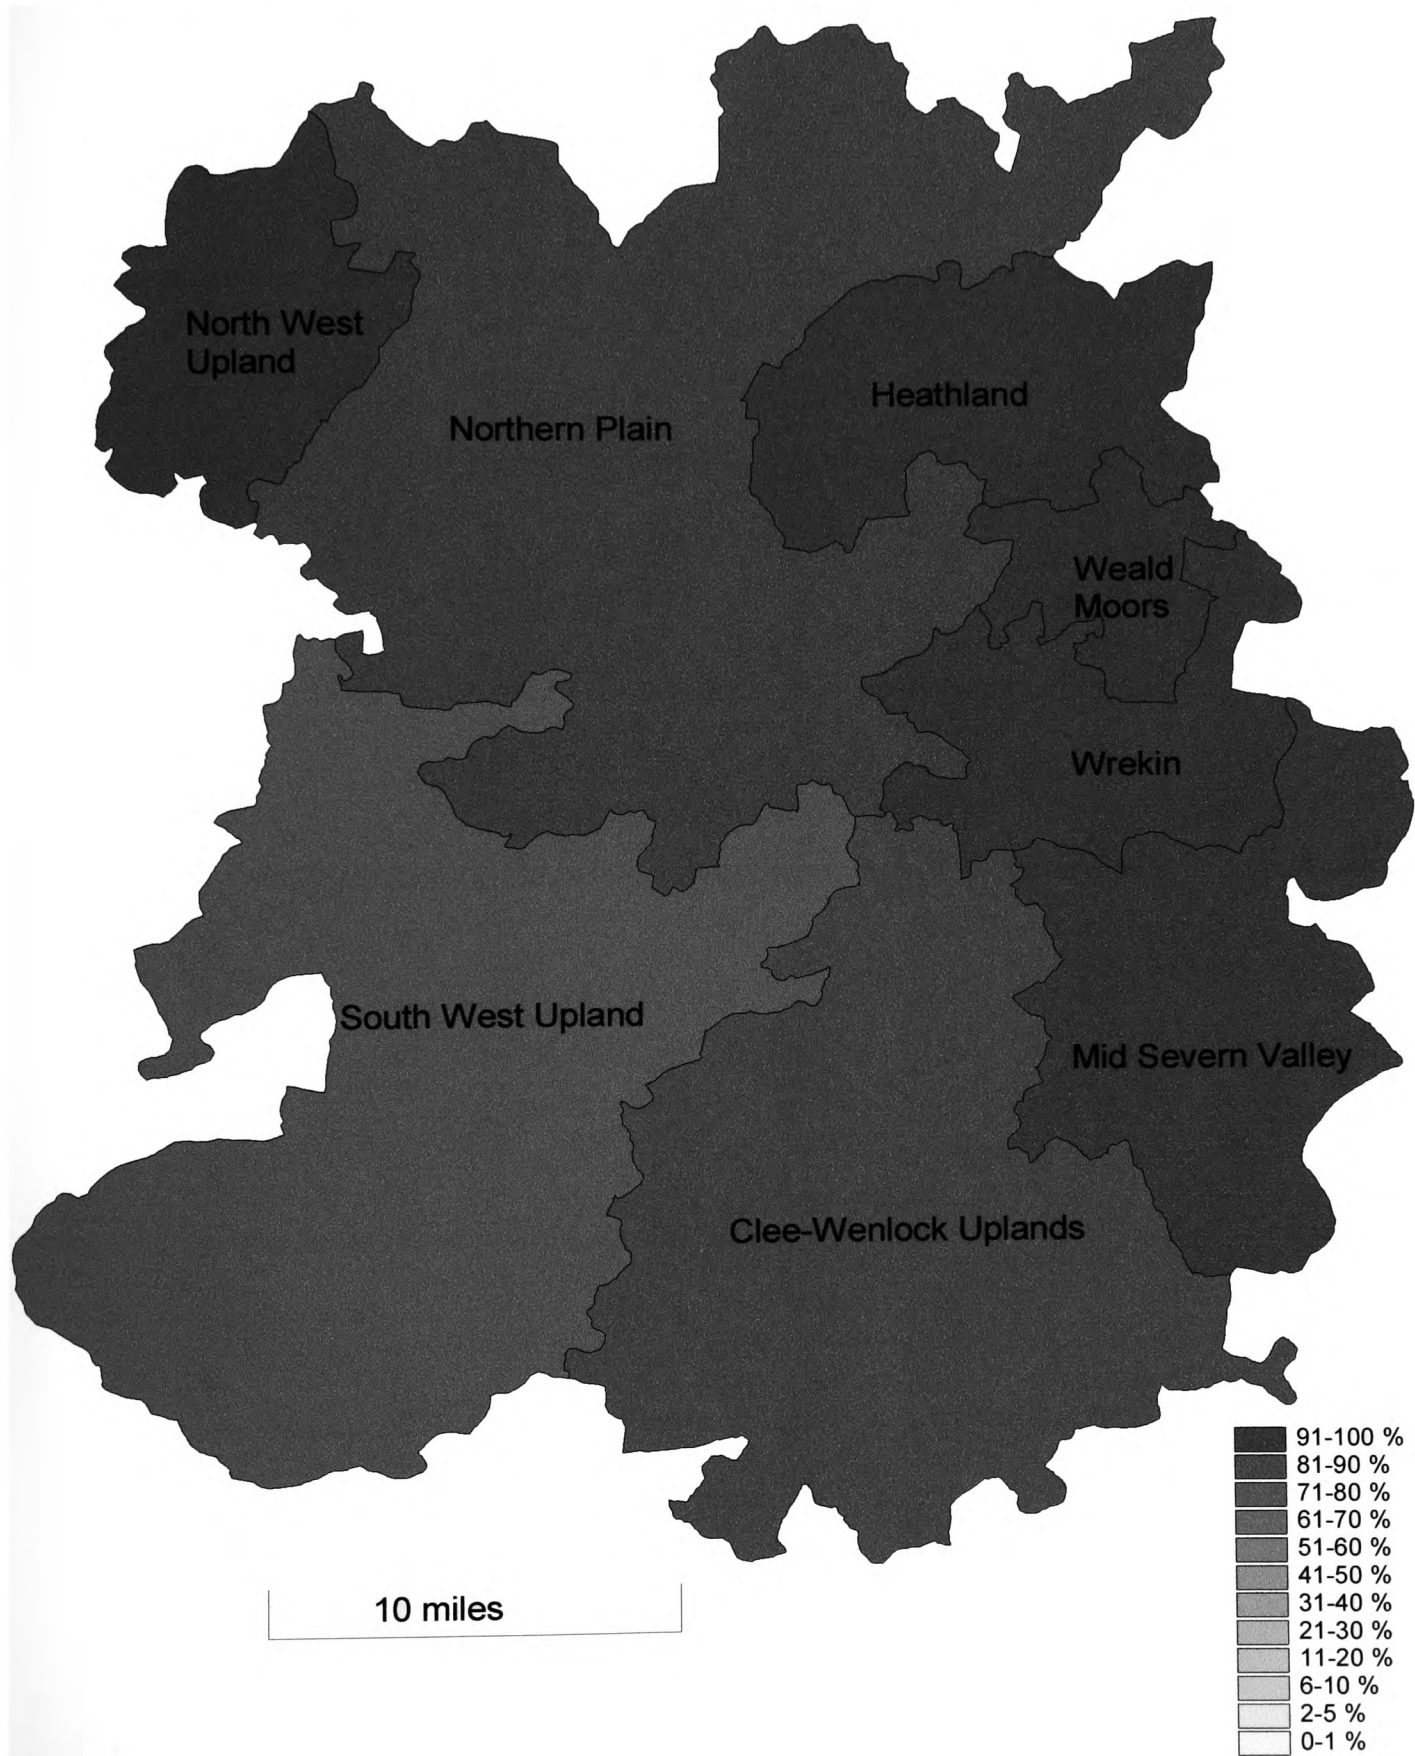 North West
Upland
Northern Plain
Heathland
Weald
Moors
Wrekin
South West Upland
Mid Severn Valley
Clee-Wenlock Uplands
10 miles
91-100 %
81-90 %
71-80 %
61-70 %
51-60 %
41-50 %
31-40 %
21-30 %
11-20 %
6-10 %
2-5 %
0-1 %